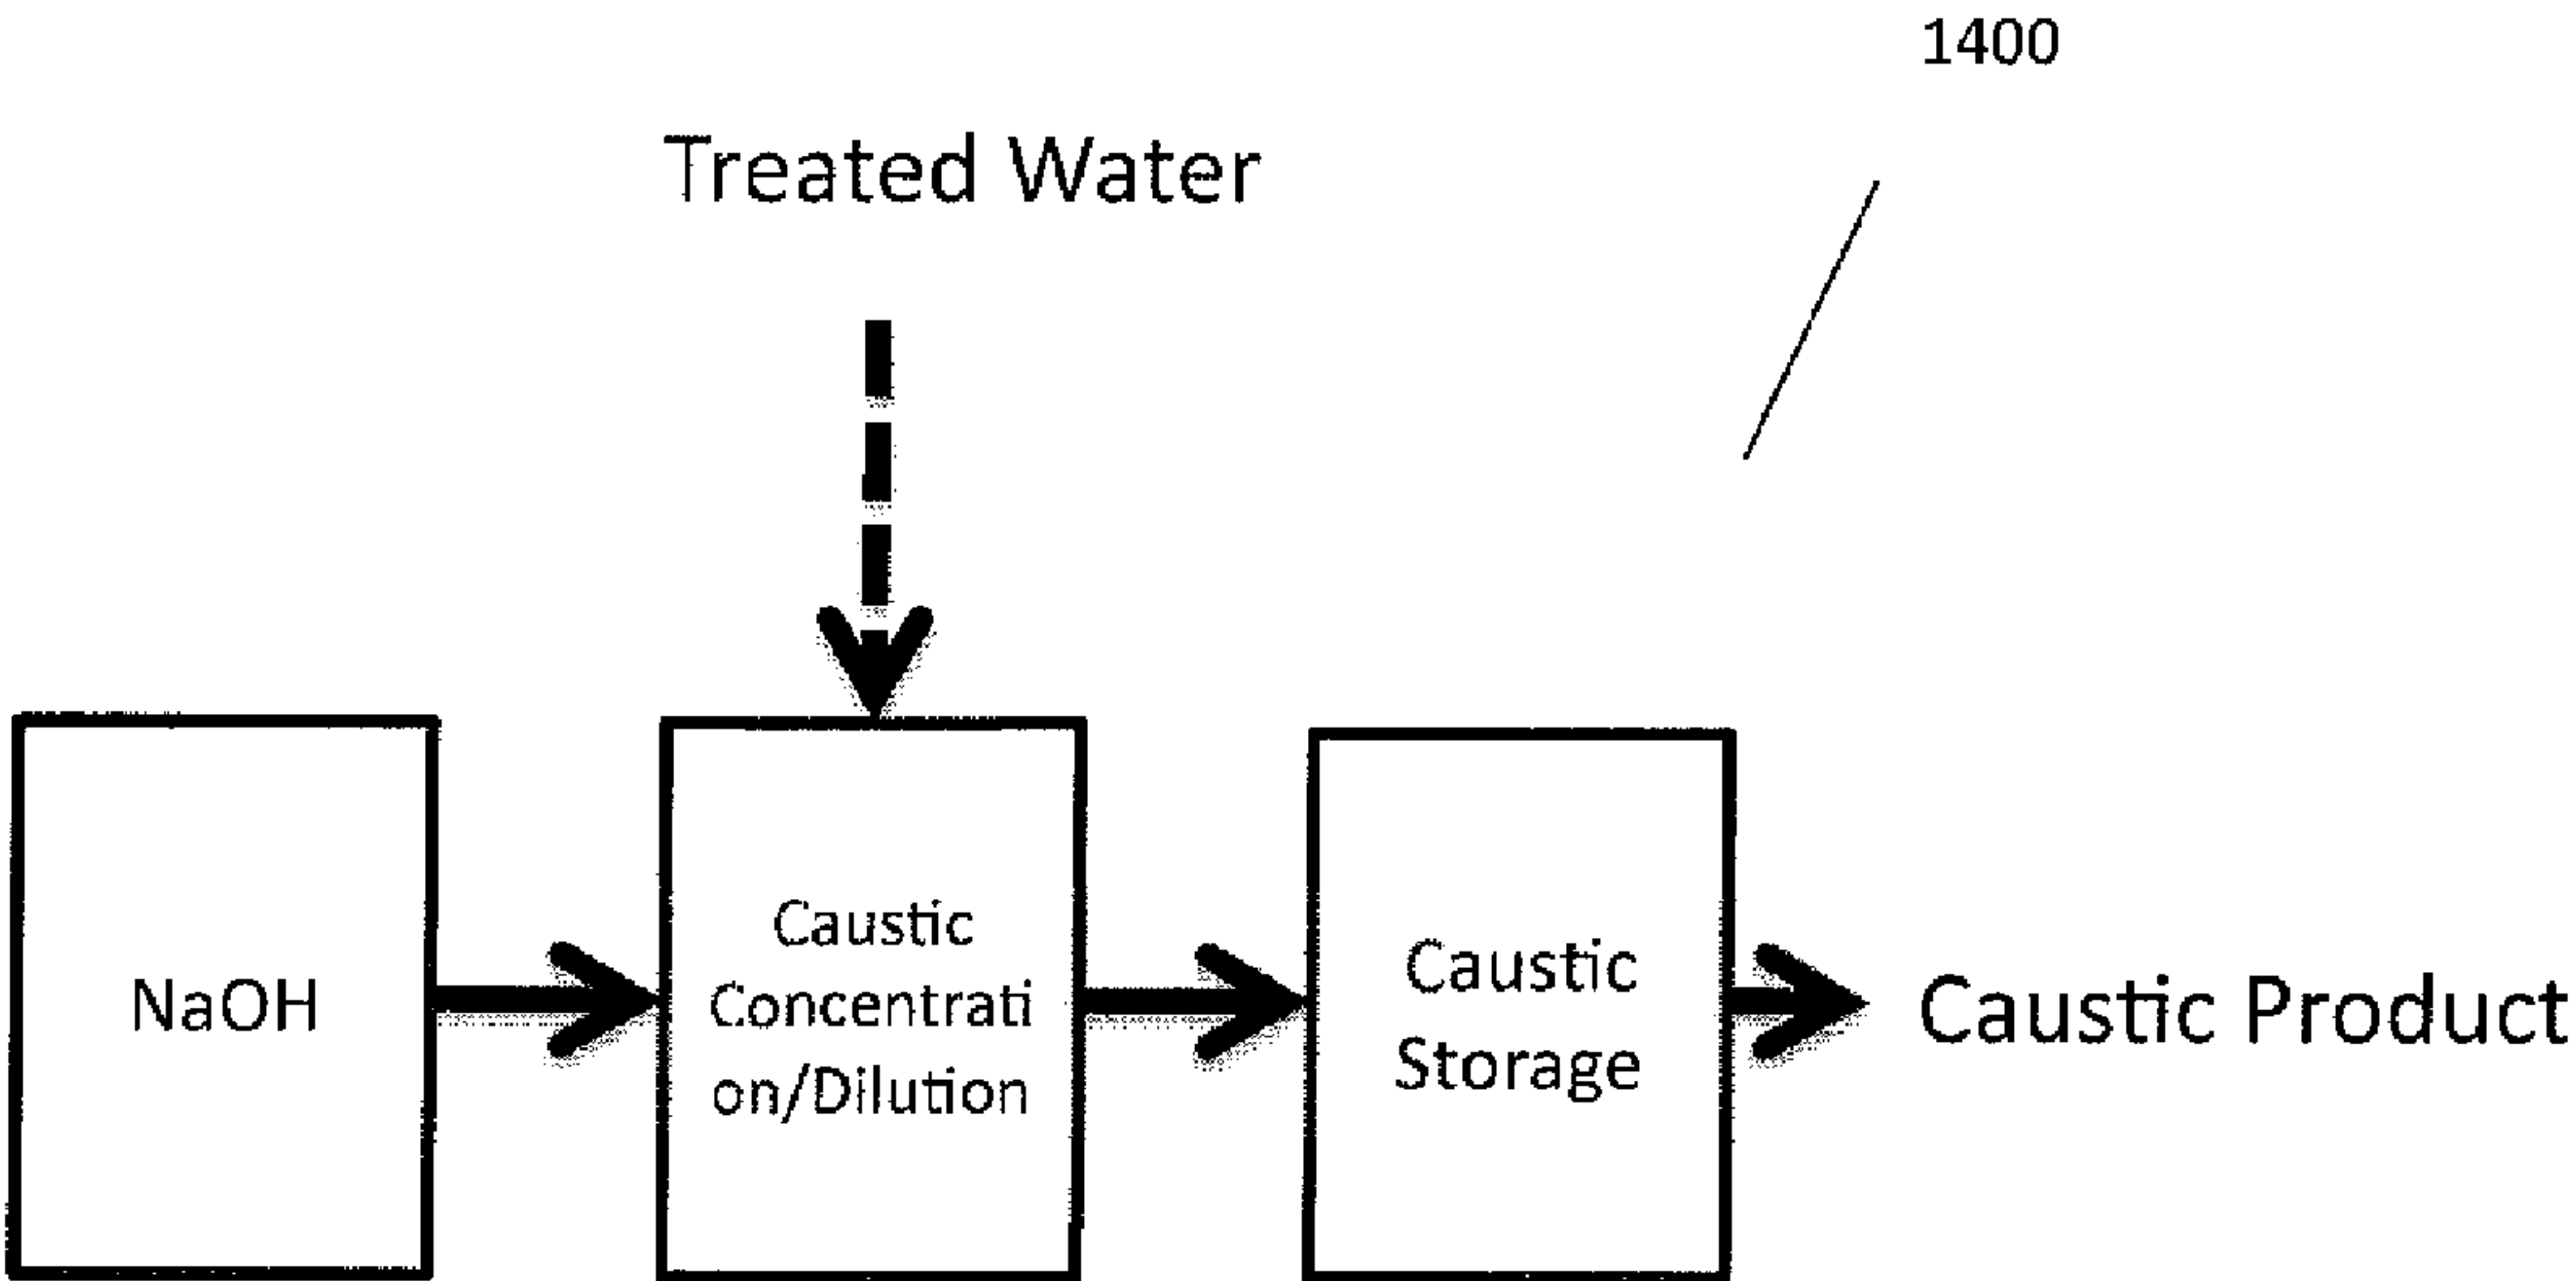 1400
Treated Water
NaOH
Caustic
Concentrati
on/Dilution
Caustic
Storage
Caustic Product